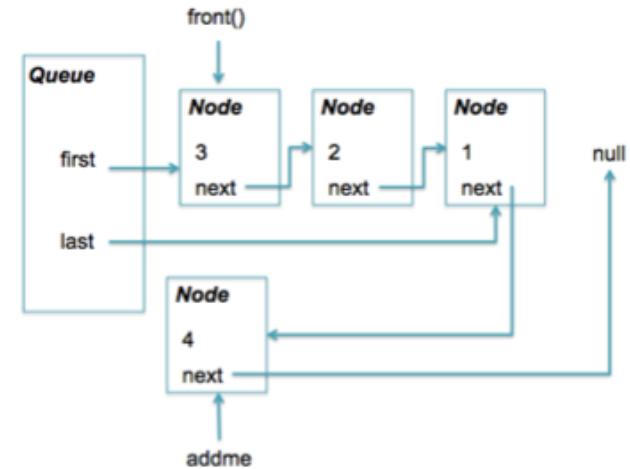 front()
Queue
first
last
Node
3
next
Node
2
next
Node
1
next
null
Node
4
next
addme